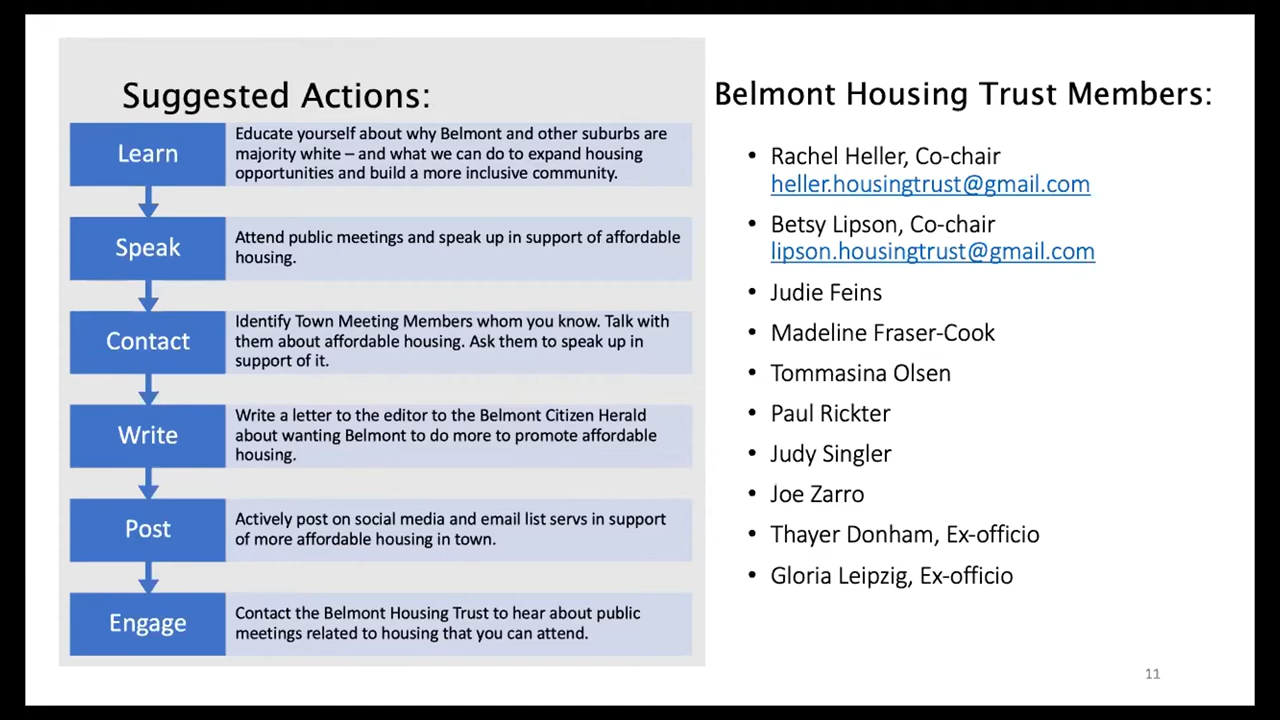 Suggested Actions:
Learn
Educate yourself about why Belmont and other suburbs are
majority white – and what we can do to expand housing
opportunities and build a more inclusive community.
Speak
Attend public meetings and speak up in support of affordable
housing.
Contact
Identify Town Meeting Members whom you know. Talk with
them about affordable housing. Ask them to speak up in
support of it.
Write
Write a letter to the editor to the Belmont Citizen Herald
about wanting Belmont to do more to promote affordable
housing.
Post
Actively post on social media and email list servs in support
of more affordable housing in town.
Engage
Contact the Belmont Housing Trust to hear about public
meetings related to housing that you can attend.
Belmont Housing Trust Members:
• Rachel Heller, Co-chair
heller.housingtrust@gmail.com
• Betsy Lipson, Co-chair
lipson.housingtrust@gmail.com
• Judie Feins
• Madeline Fraser-Cook
• Tommasina Olsen
• Paul Rickter
• Judy Singler
• Joe Zarro
• Thayer Donham, Ex-officio
• Gloria Leipzig, Ex-officio
11